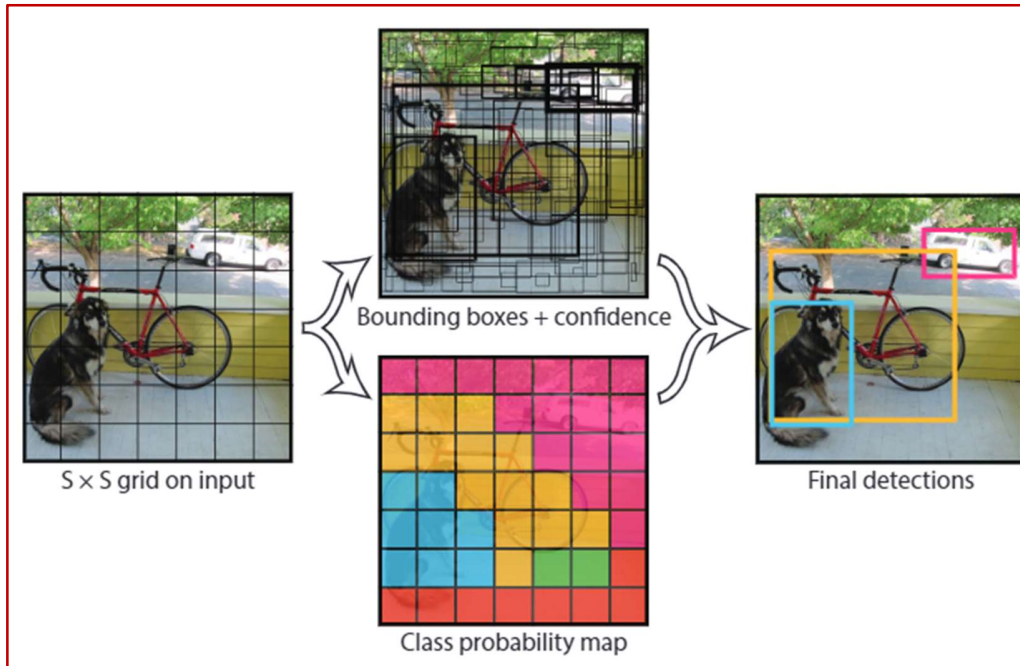 Bounding boxes + confidence
S × S grid on input
Final detections
Class probability map